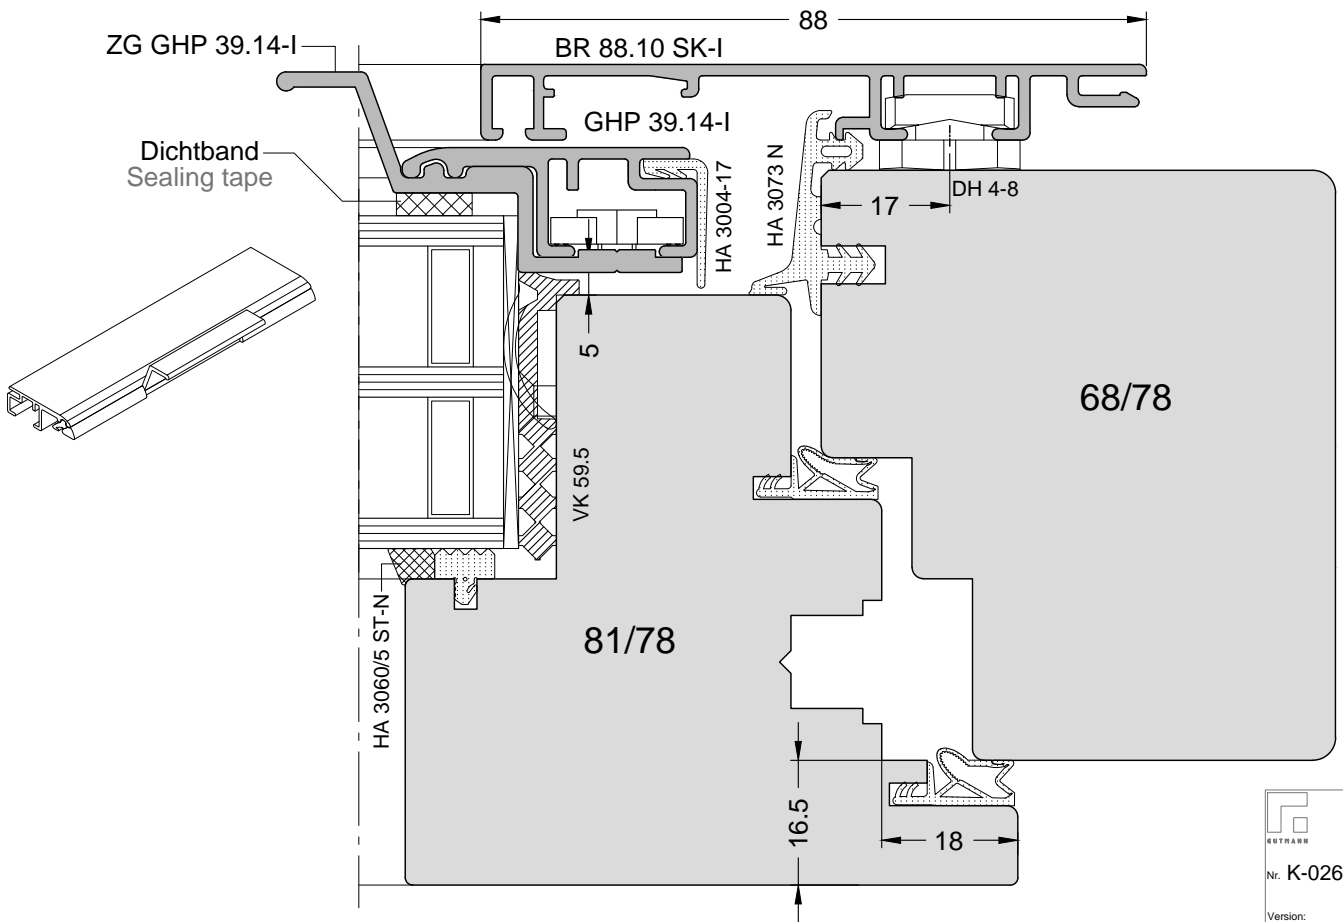 88
ZG GHP 39.14-I
BR 88.10 SK-I
GHP 39.14-I
Dichtband
Sealing tape
HA 3004-17
HA 3073 N
DH 4-8
17
5
68/78
VK 59.5
HA 3060/5 ST-N
81/78
16.5
18
GUTMANN
Nr. K-026
Version: